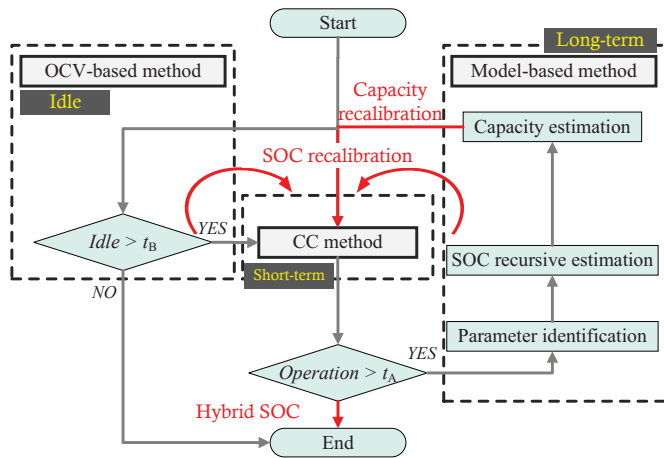 Start
Long-term
OCV-based method
Model-based method
Idle
Capacity
recalibration
Capacity estimation
SOC recalibration
Idle > tB
YES
CC method
Short-term
SOC recursive estimation
NO
Parameter identification
YES
Operation > tA
Hybrid SOC
End